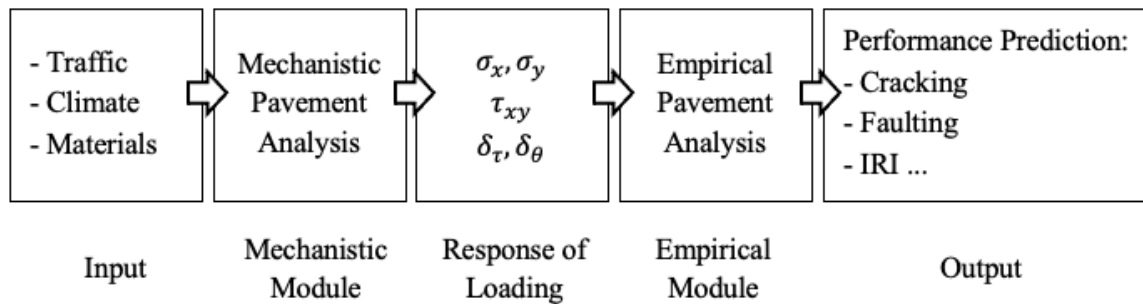 - Traffic
- Climate
- Materials
Mechanistic
Pavement
Analysis
σx, σy
τxy
δτ, δθ
Empirical
Pavement
Analysis
Performance Prediction:
- Cracking
- Faulting
- IRI ...
Input
Mechanistic
Module
Response of
Loading
Empirical
Module
Output